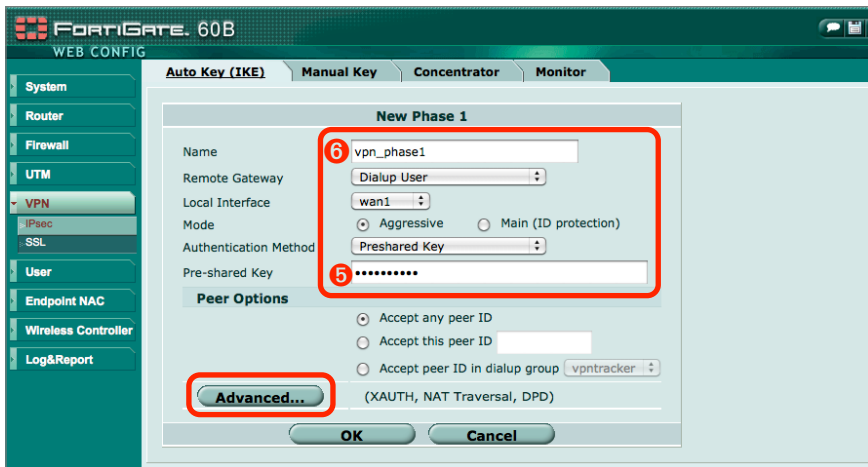 FORTIGATE. 60B
WEB CONFIG
Auto Key (IKE) Manual Key Concentrator Monitor
System
Router
Firewall
UTM
VPN
IPsec
SSL
User
Endpoint NAC
Wireless Controller
Log&Report
New Phase 1
Name 6 vpn_phase1
Remote Gateway Dialup User
Local Interface wan1
Mode Aggressive Main (ID protection)
Authentication Method Preshared Key
Pre-shared Key 5 ••••••••••
Peer Options
Accept any peer ID
Accept this peer ID
Accept peer ID in dialup group vpntracker
Advanced... (XAUTH, NAT Traversal, DPD)
OK Cancel